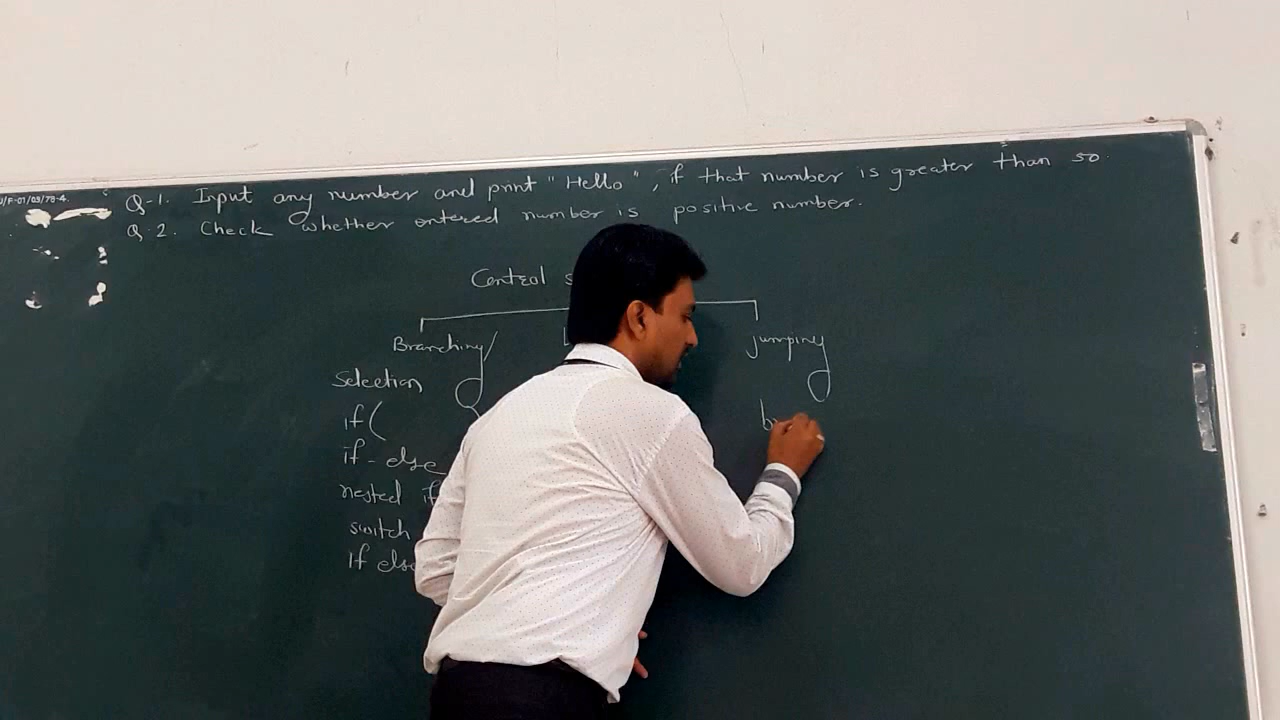 U/F-01/09/78-4.
Q-1. Input any number and print "Hello", if that number is greater than 50.
Q.2. Check whether entered number is positive number.
Control s
Branching/ jumping
Selection
if( b
if-else
nested if
switch
If else